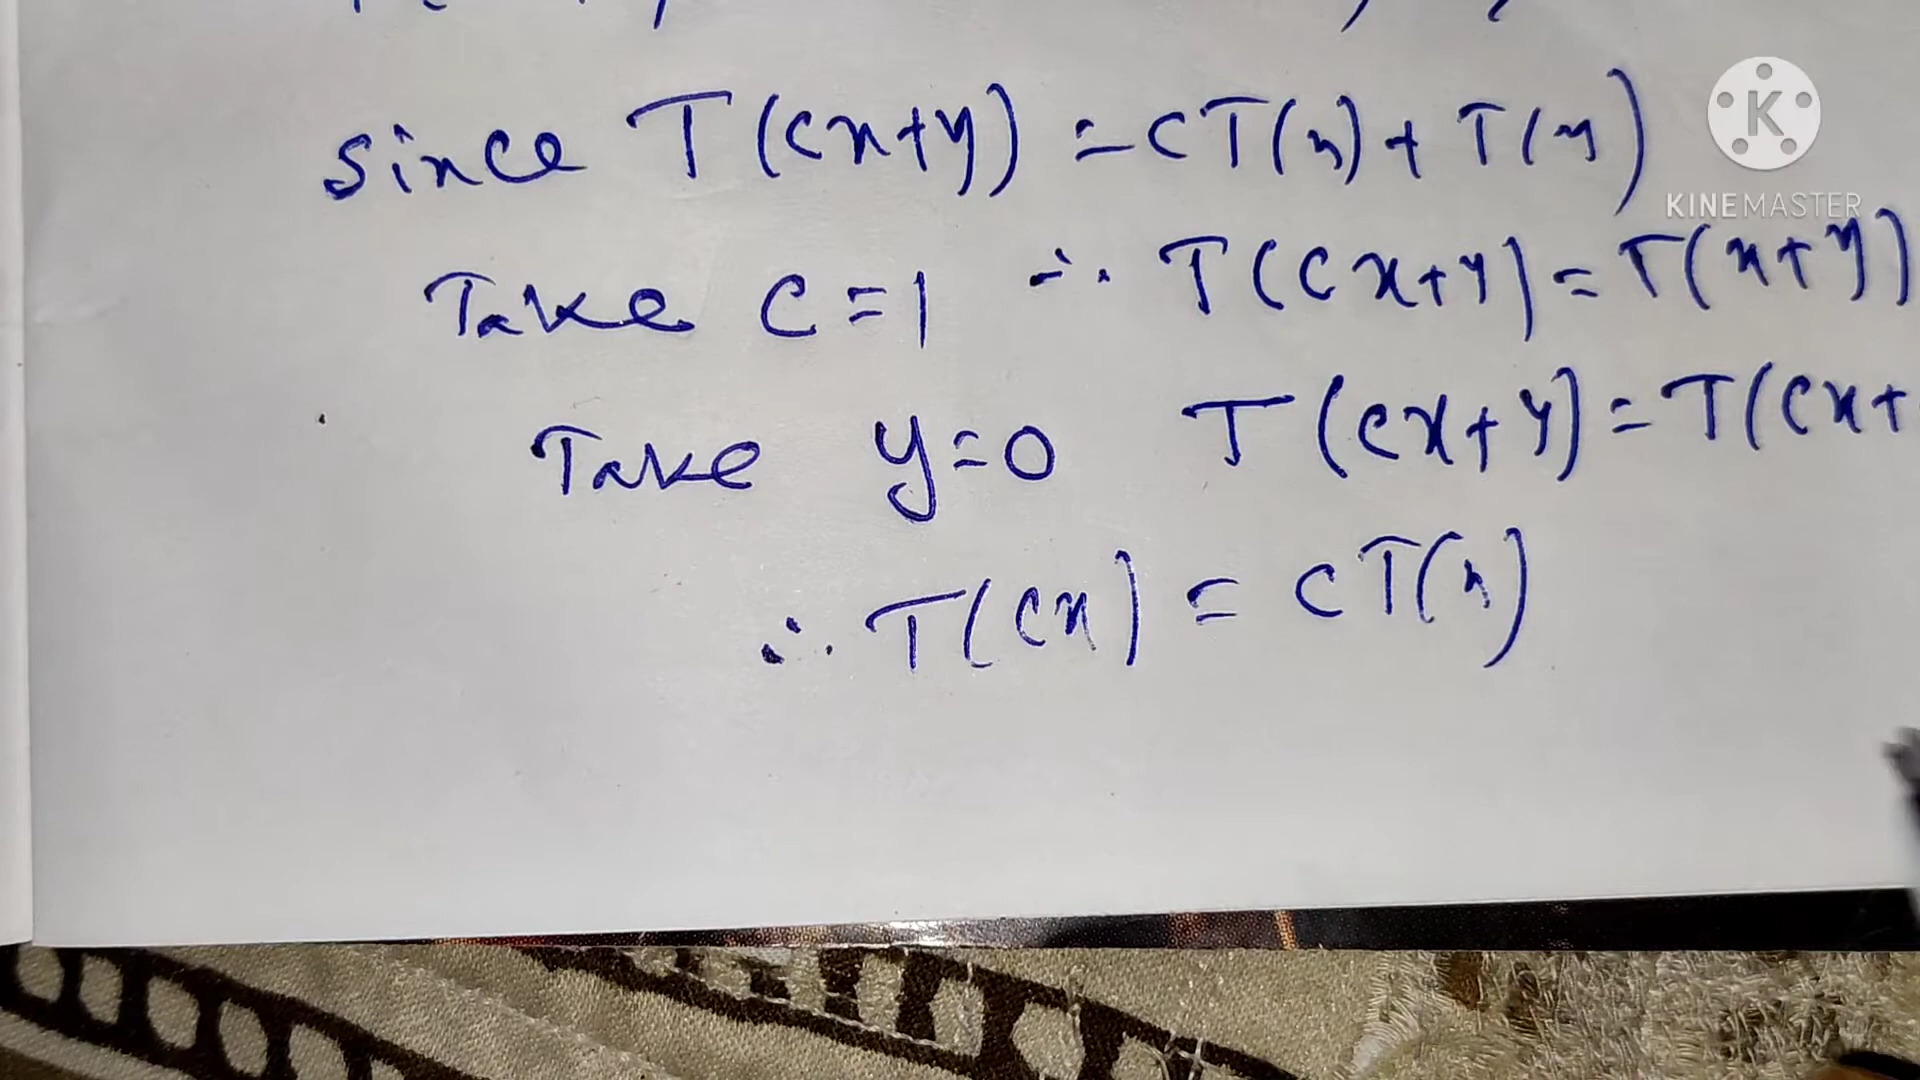 since T(cx+y) = cT(x) + T(y)
K
KINEMASTER
Take c=1 ∴ T(cx+y) = T(x+y)
Take y=0 T(cx+y) = T(cx+
∴ T(cx) = cT(x)